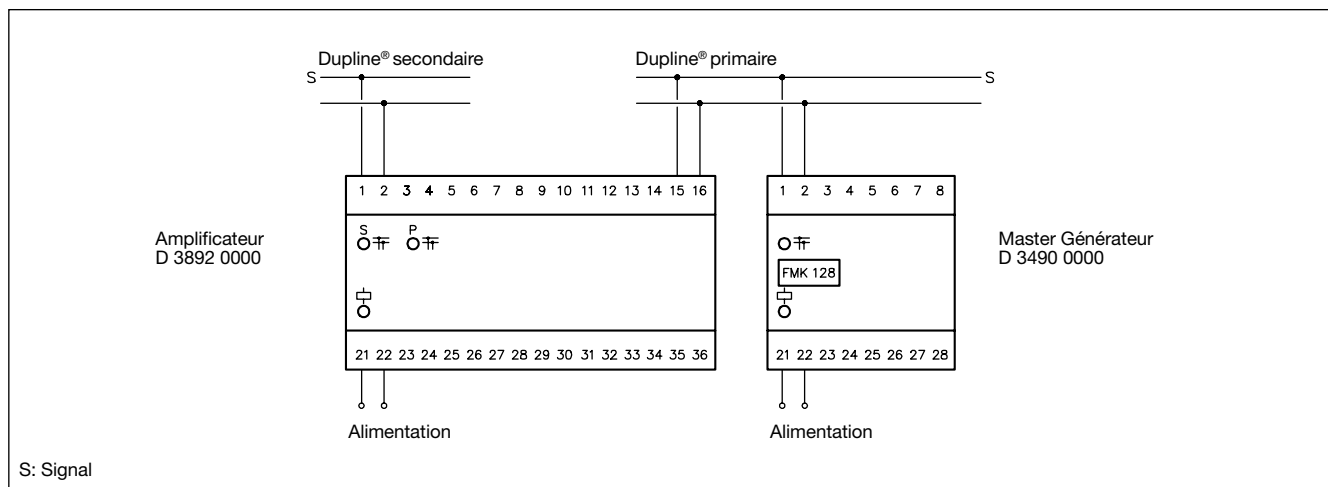 Dupline® secondaire
Dupline® primaire
S
S
1 2 3 4 5 6 7 8 9 10 11 12 13 14 15 16
1 2 3 4 5 6 7 8
S
P
Amplificateur
D 3892 0000
Master Générateur
D 3490 0000
FMK 128
21 22 23 24 25 26 27 28 29 30 31 32 33 34 35 36
21 22 23 24 25 26 27 28
Alimentation
Alimentation
S: Signal